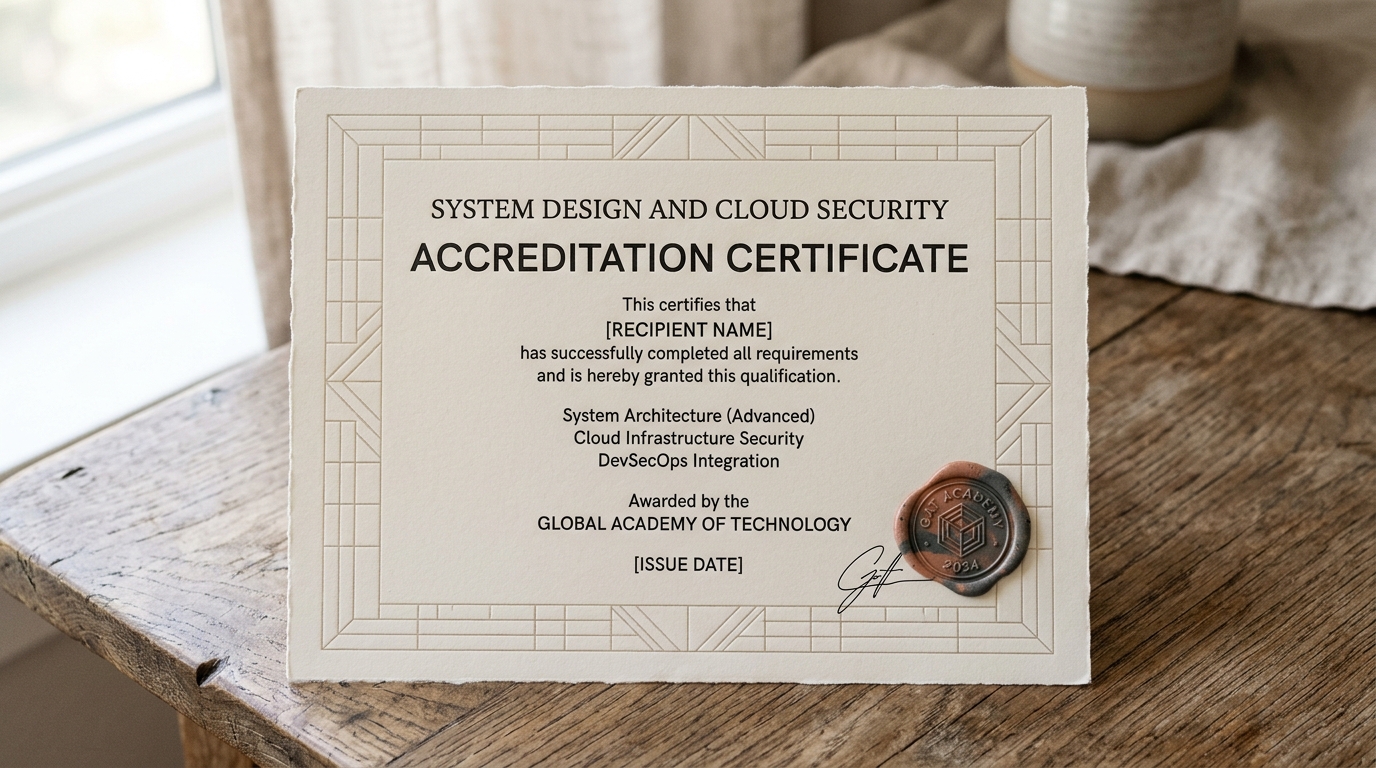 SYSTEM DESIGN AND CLOUD SECURITY
ACCREDITATION CERTIFICATE
This certifies that
[RECIPIENT NAME]
has successfully completed all requirements
and is hereby granted this qualification.
System Architecture (Advanced)
Cloud Infrastructure Security
DevSecOps Integration
Awarded by the
GLOBAL ACADEMY OF TECHNOLOGY
[ISSUE DATE]
ACADEMY